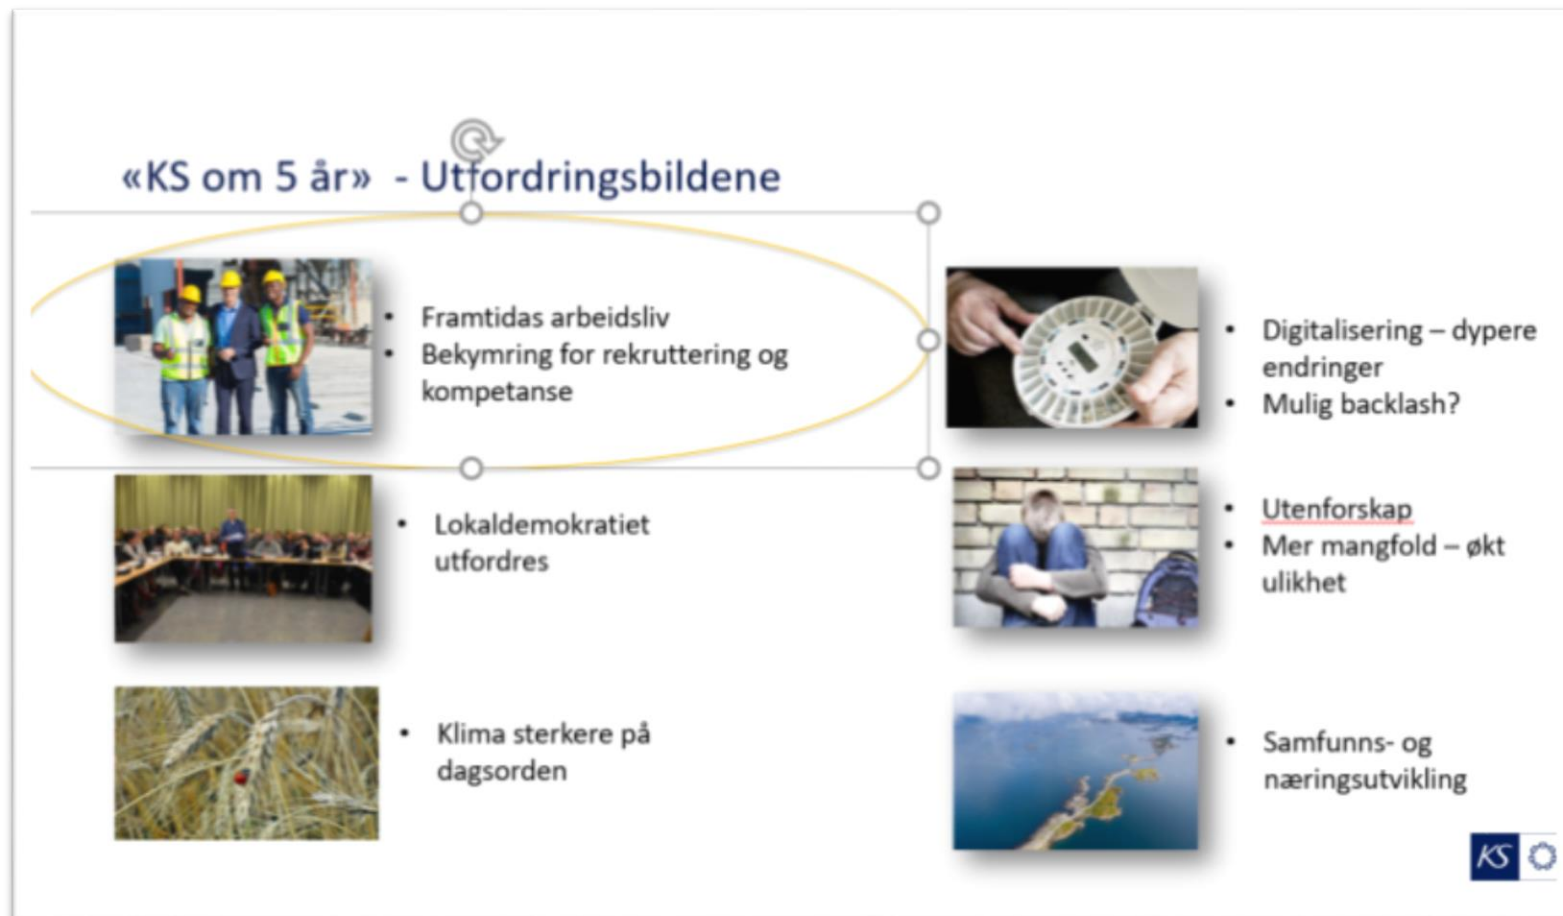 «KS om 5 år» - Utfordringsbildene
• Framtidas arbeidsliv
• Bekymring for rekruttering og
kompetanse
• Lokaldemokratiet
utfordres
• Klima sterkere på
dagsorden
• Digitalisering – dypere
endringer
• Mulig backlash?
• Utenforskap
• Mer mangfold – økt
ulikhet
• Samfunns- og
næringsutvikling
KS